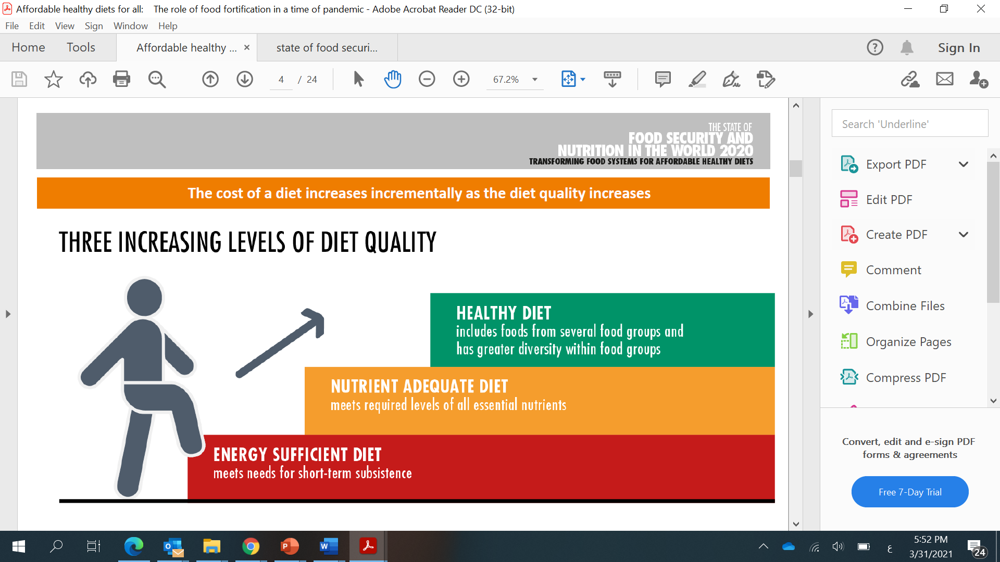 Affordable healthy diets for all:    The role of food fortification in a time of pandemic - Adobe Acrobat Reader DC (32-bit)
File Edit View Sign Window Help
Home Tools Affordable healthy ... × state of food securi... Sign In
4 / 24 67.2%
THE STATE OF
FOOD SECURITY AND
NUTRITION IN THE WORLD 2020
TRANSFORMING FOOD SYSTEMS FOR AFFORDABLE HEALTHY DIETS
The cost of a diet increases incrementally as the diet quality increases
THREE INCREASING LEVELS OF DIET QUALITY
HEALTHY DIET
includes foods from several food groups and
has greater diversity within food groups
NUTRIENT ADEQUATE DIET
meets required levels of all essential nutrients
ENERGY SUFFICIENT DIET
meets needs for short-term subsistence
Search 'Underline'
Export PDF
Edit PDF
Create PDF
Comment
Combine Files
Organize Pages
Compress PDF
Convert, edit and e-sign PDF
forms & agreements
Free 7-Day Trial
ع
5:52 PM
3/31/2021
24